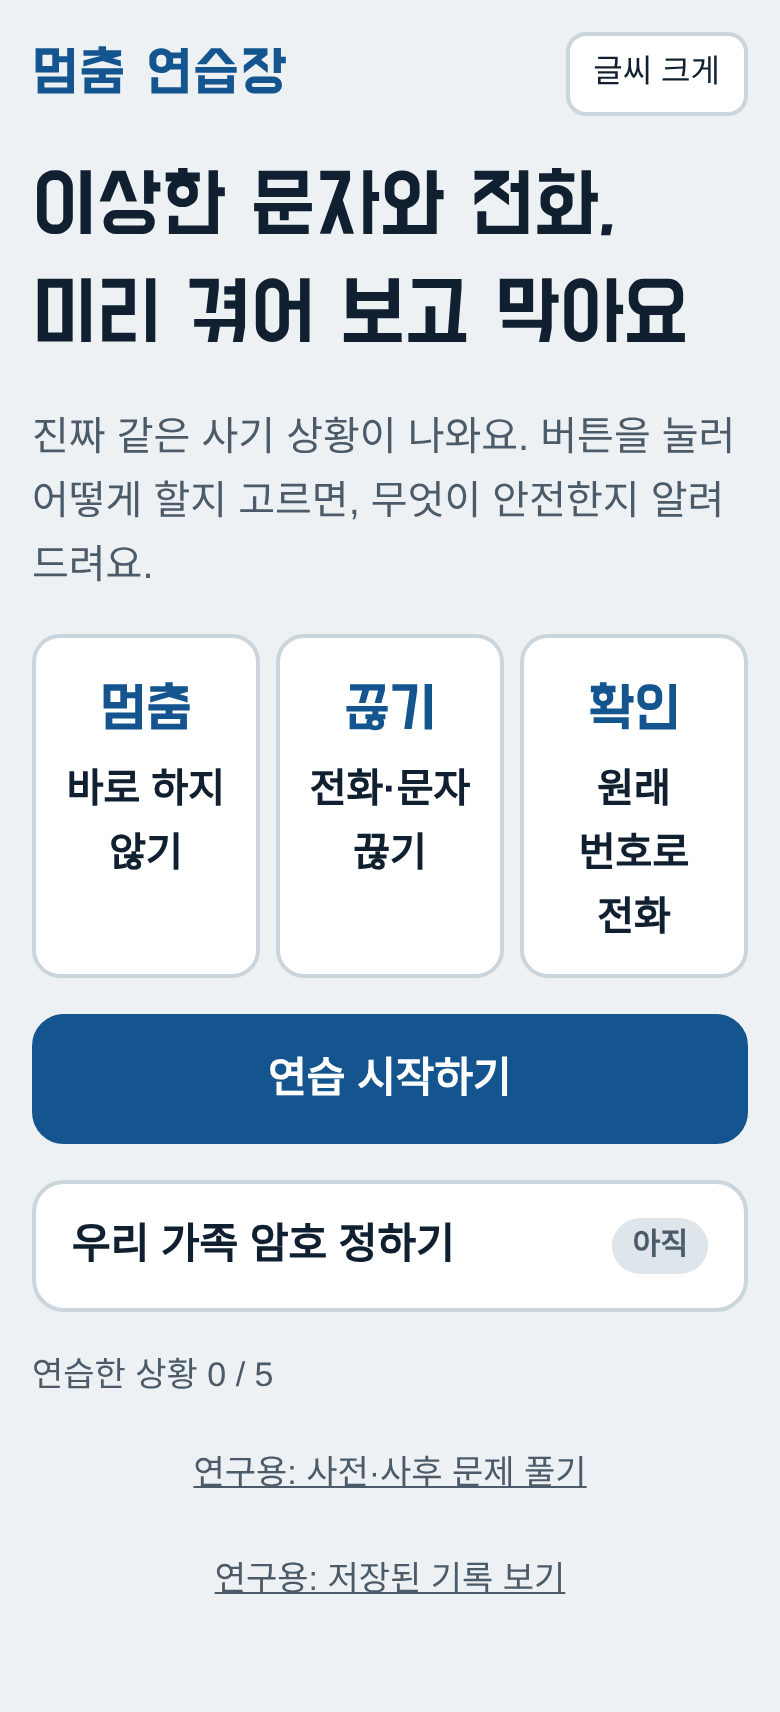 멈춤 연습장
글씨 크게
이상한 문자와 전화,
미리 겪어 보고 막아요
진짜 같은 사기 상황이 나와요. 버튼을 눌러
어떻게 할지 고르면, 무엇이 안전한지 알려
드려요.
멈춤
바로 하지
않기
끊기
전화·문자
끊기
확인
원래
번호로
전화
연습 시작하기
우리 가족 암호 정하기
아직
연습한 상황 0 / 5
연구용: 사전·사후 문제 풀기
연구용: 저장된 기록 보기